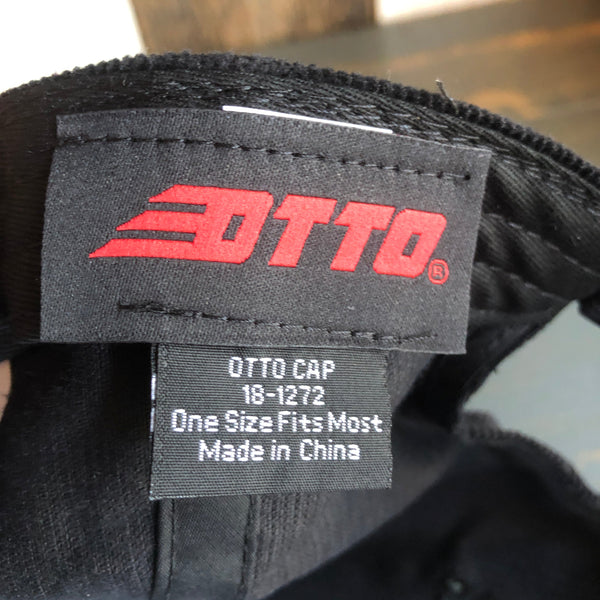 OTTO®
OTTO CAP
18-1272
One Size Fits Most
Made in China